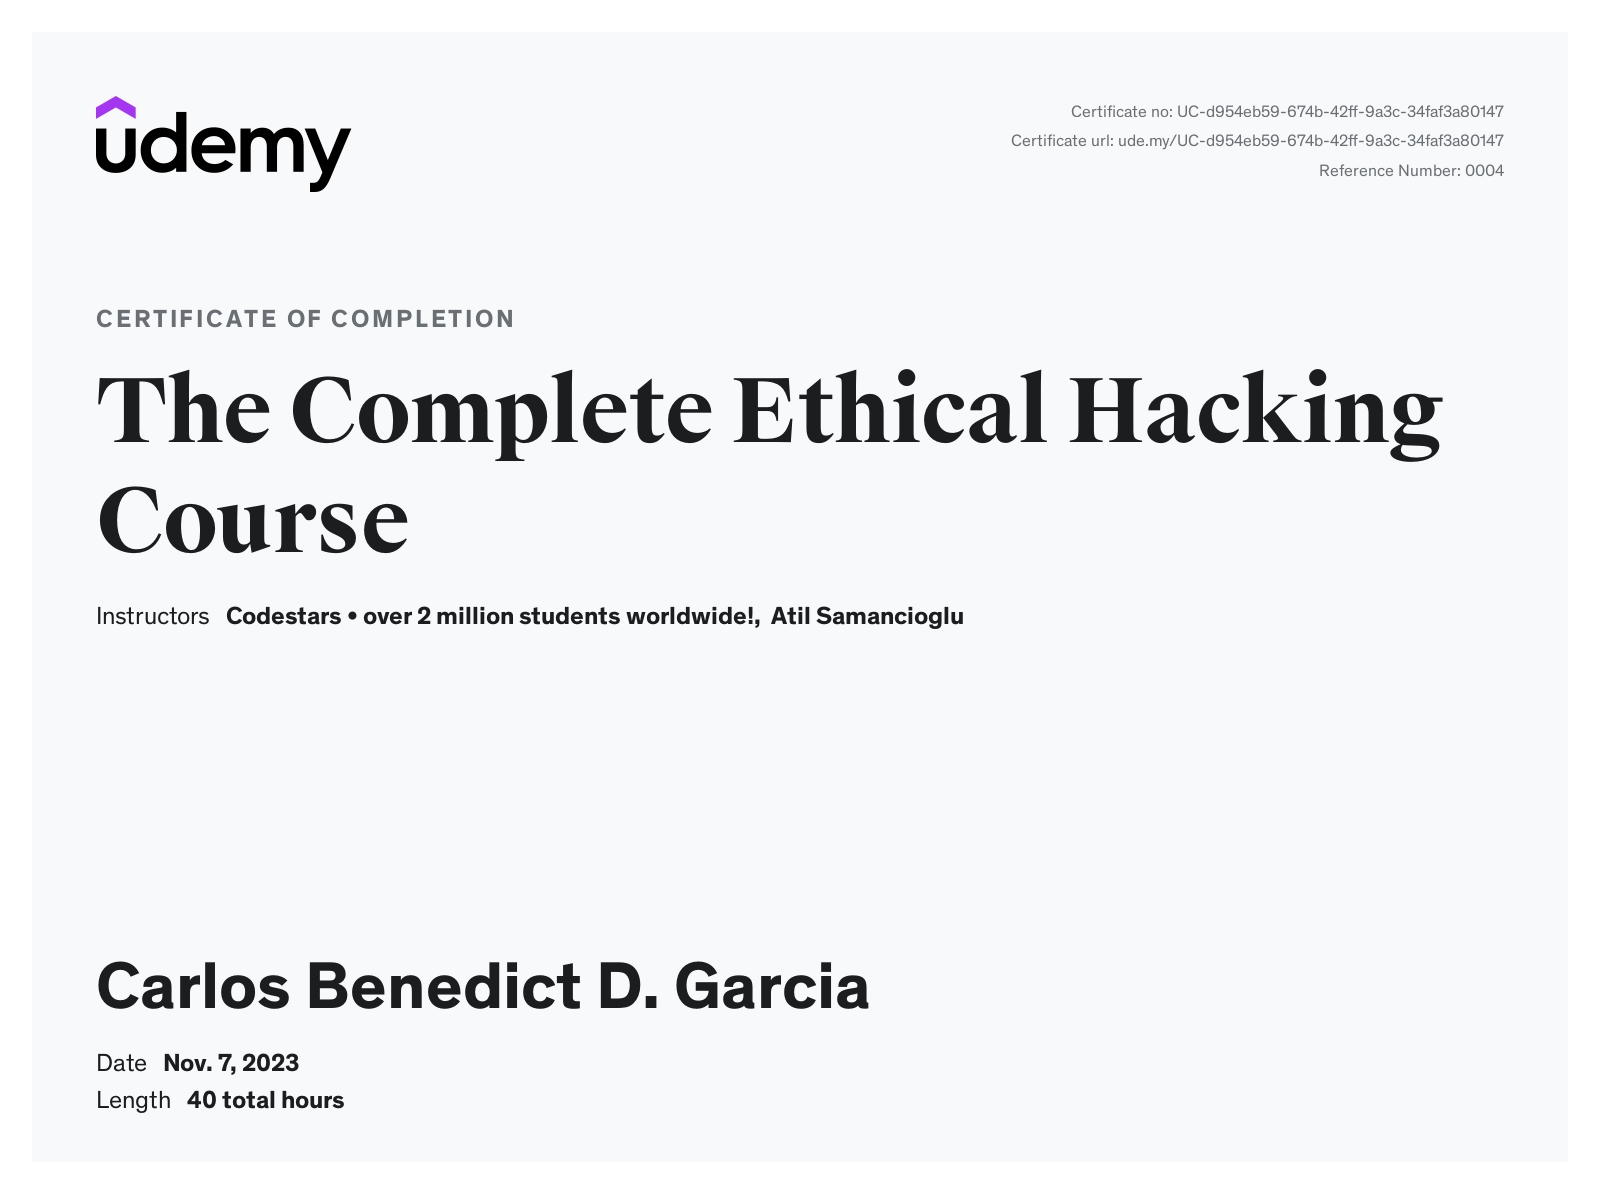 udemy
Certificate no: UC-d954eb59-674b-42ff-9a3c-34faf3a80147
Certificate url: ude.my/UC-d954eb59-674b-42ff-9a3c-34faf3a80147
Reference Number: 0004
CERTIFICATE OF COMPLETION
The Complete Ethical Hacking
Course
Instructors Codestars • over 2 million students worldwide!, Atil Samancioglu
Carlos Benedict D. Garcia
Date Nov. 7, 2023
Length 40 total hours